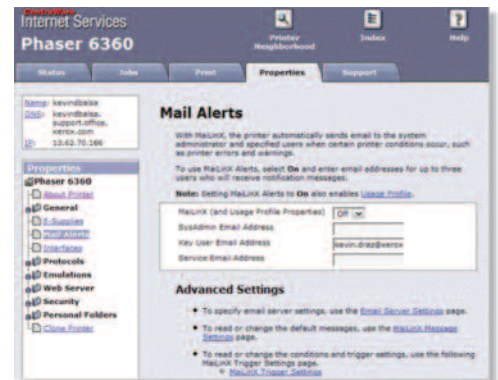 CentreWare
Internet Services
Phaser 6360
Printer
Neighborhood
Index
Help
Status
Jobs
Print
Properties
Support
Name: kevindbalsa
DNS: kevindbalsa.
support.office.
xerox.com
IP: 13.62.70.166
Properties
Phaser 6360
About Printer
General
E-Supplies
Mail Alerts
Interfaces
Protocols
Emulations
Web Server
Security
Personal Folders
Clone Printer
Mail Alerts
With MaiLinX, the printer automatically sends email to the system
administrator and specified users when certain printer conditions occur, such
as printer errors and warnings.
To use MaiLinX Alerts, select On and enter email addresses for up to three
users who will receive notification messages.
Note: Setting MaiLinX Alerts to On also enables Usage Profile.
MaiLinX (and Usage Profile Properties) Off
SysAdmin Email Address
Key User Email Address kevin.draz@xerox
Service Email Address
Advanced Settings
To specify email server settings, use the Email Server Settings page.
To read or change the default messages, use the MaiLinX Message
Settings page.
To read or change the conditions and trigger settings, use the following
MaiLinX Trigger Settings page.
MaiLinX Trigger Settings